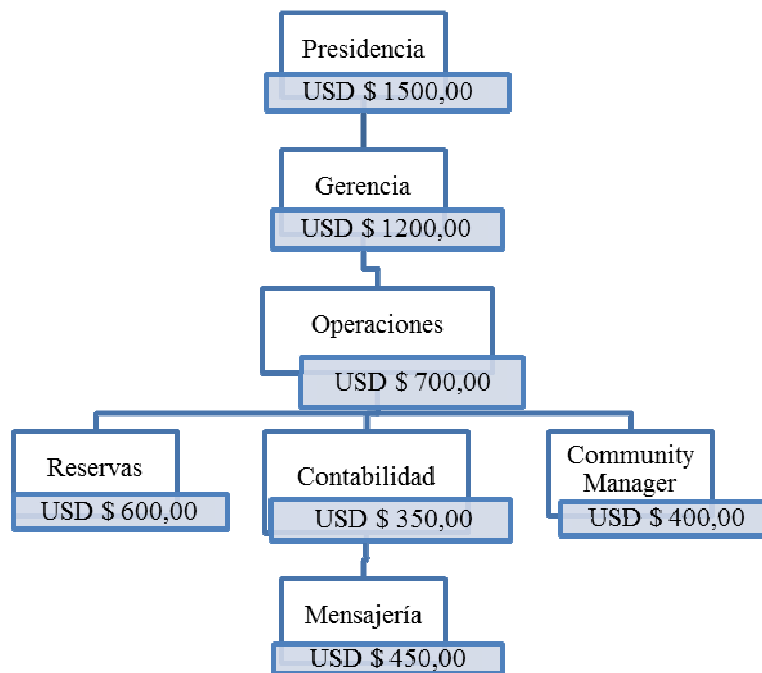 Presidencia
USD $ 1500,00
Gerencia
USD $ 1200,00
Operaciones
USD $ 700,00
Reservas
USD $ 600,00
Contabilidad
USD $ 350,00
Community
Manager
USD $ 400,00
Mensajería
USD $ 450,00